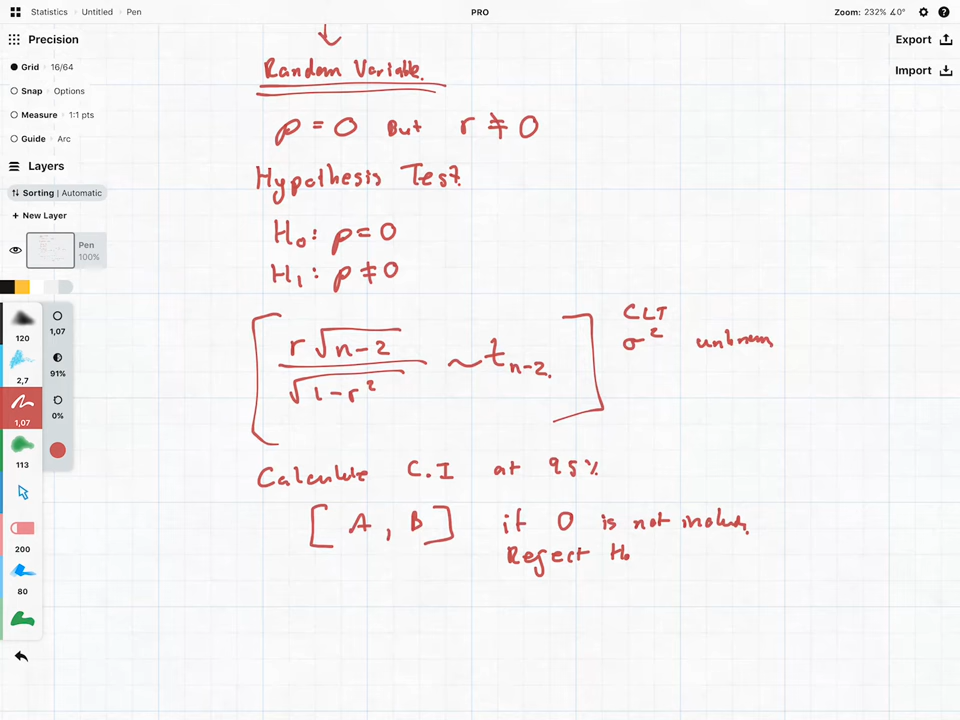 Statistics › Untitled › Pen
PRO
Zoom: 232% ∡0°
Precision
Grid 16/64
Snap Options
Measure 1:1 pts
Guide Arc
Layers
Sorting | Automatic
+ New Layer
Pen
100%
120
2,7
1,07
113
200
80
1,07
91%
0%
Export
Import
Random Variable.
ρ = 0 But r ≠ 0
Hypothesis Test.
H₀: ρ = 0
H₁: ρ ≠ 0
[ r√(n-2) / √(1-r²) ~ t_{n-2}. ]
CLT
σ² unknown
Calculate C.I at 95%
[ A , B ] if 0 is not
Reject H₀